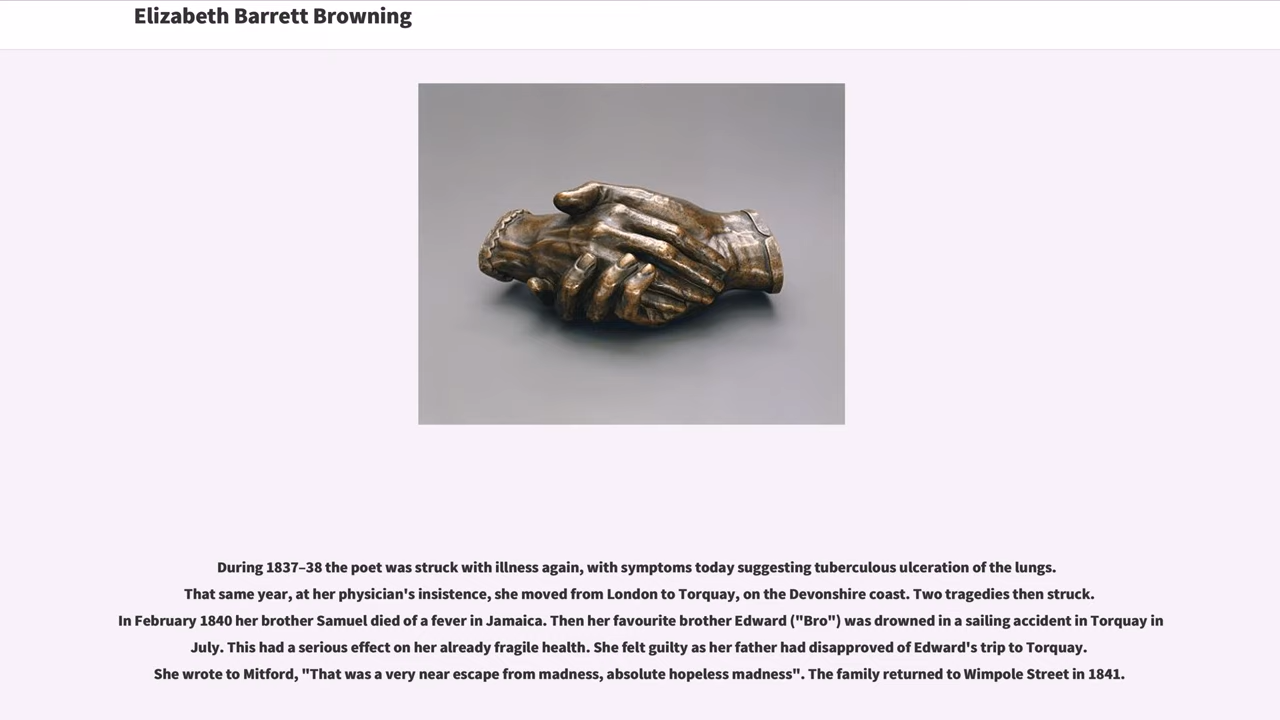 Elizabeth Barrett Browning
During 1837–38 the poet was struck with illness again, with symptoms today suggesting tuberculous ulceration of the lungs.
That same year, at her physician's insistence, she moved from London to Torquay, on the Devonshire coast. Two tragedies then struck.
In February 1840 her brother Samuel died of a fever in Jamaica. Then her favourite brother Edward ("Bro") was drowned in a sailing accident in Torquay in
July. This had a serious effect on her already fragile health. She felt guilty as her father had disapproved of Edward's trip to Torquay.
She wrote to Mitford, "That was a very near escape from madness, absolute hopeless madness". The family returned to Wimpole Street in 1841.